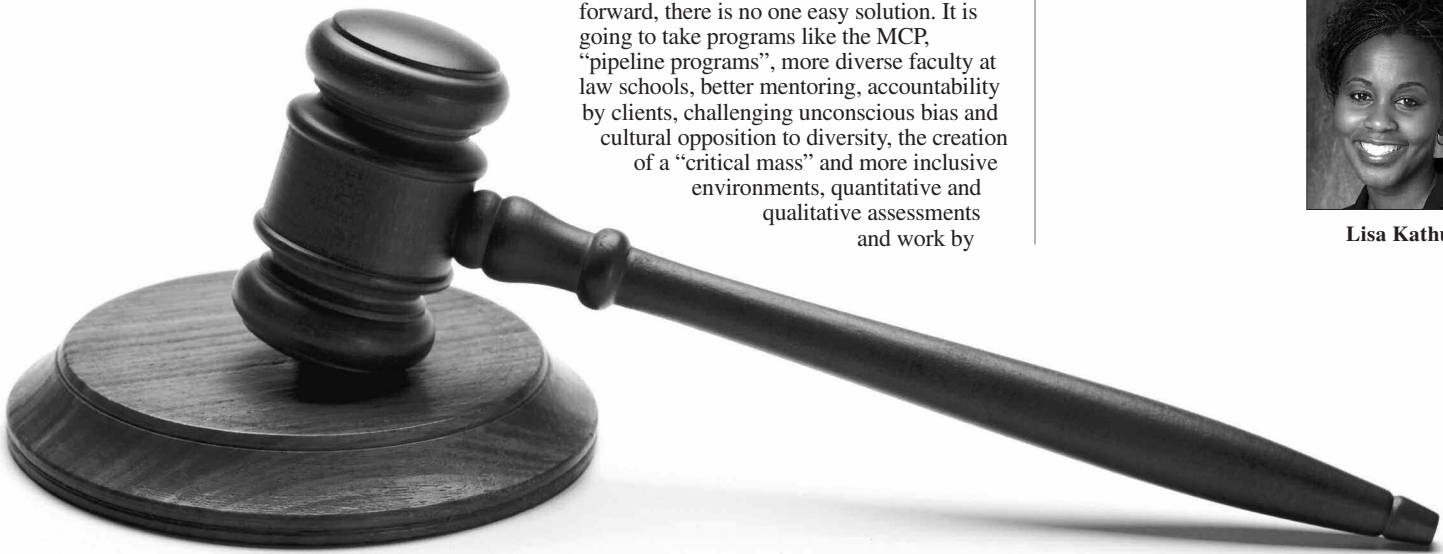 forward, there is no one easy solution. It is
going to take programs like the MCP,
“pipeline programs”, more diverse faculty at
law schools, better mentoring, accountability
by clients, challenging unconscious bias and
cultural opposition to diversity, the creation
of a “critical mass” and more inclusive
environments, quantitative and
qualitative assessments
and work by
Lisa